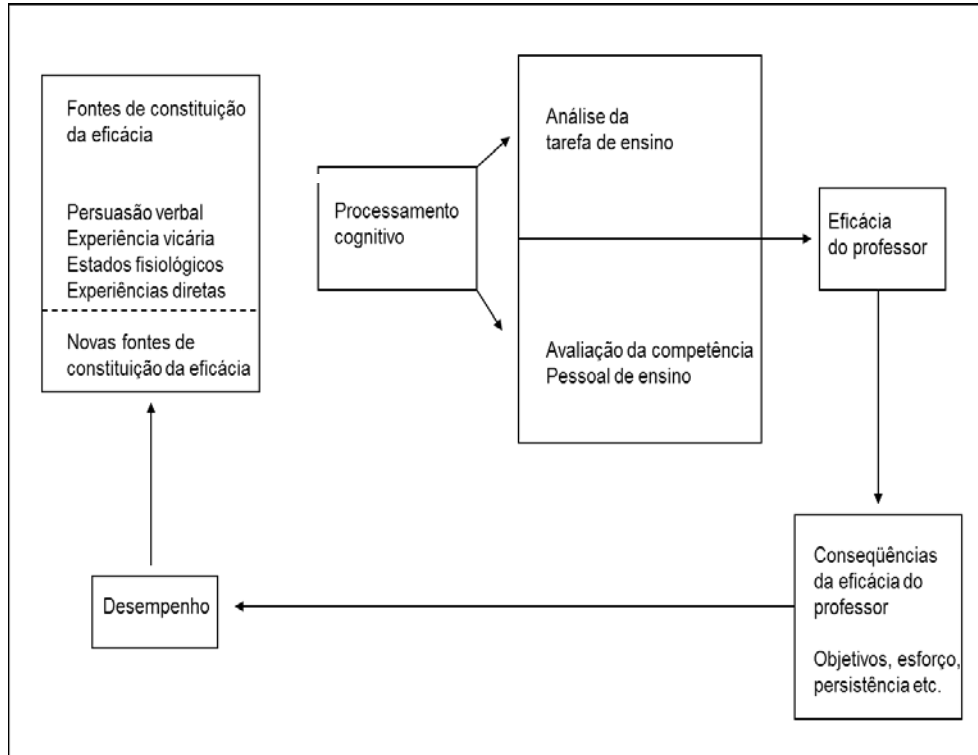 Fontes de constituição
da eficácia
Persuasão verbal
Experiência vicária
Estados fisiológicos
Experiências diretas
Novas fontes de
constituição da eficácia
Processamento
cognitivo
Análise da
tarefa de ensino
Avaliação da competência
Pessoal de ensino
Eficácia
do professor
Conseqüências
da eficácia do
professor
Objetivos, esforço,
persistência etc.
Desempenho